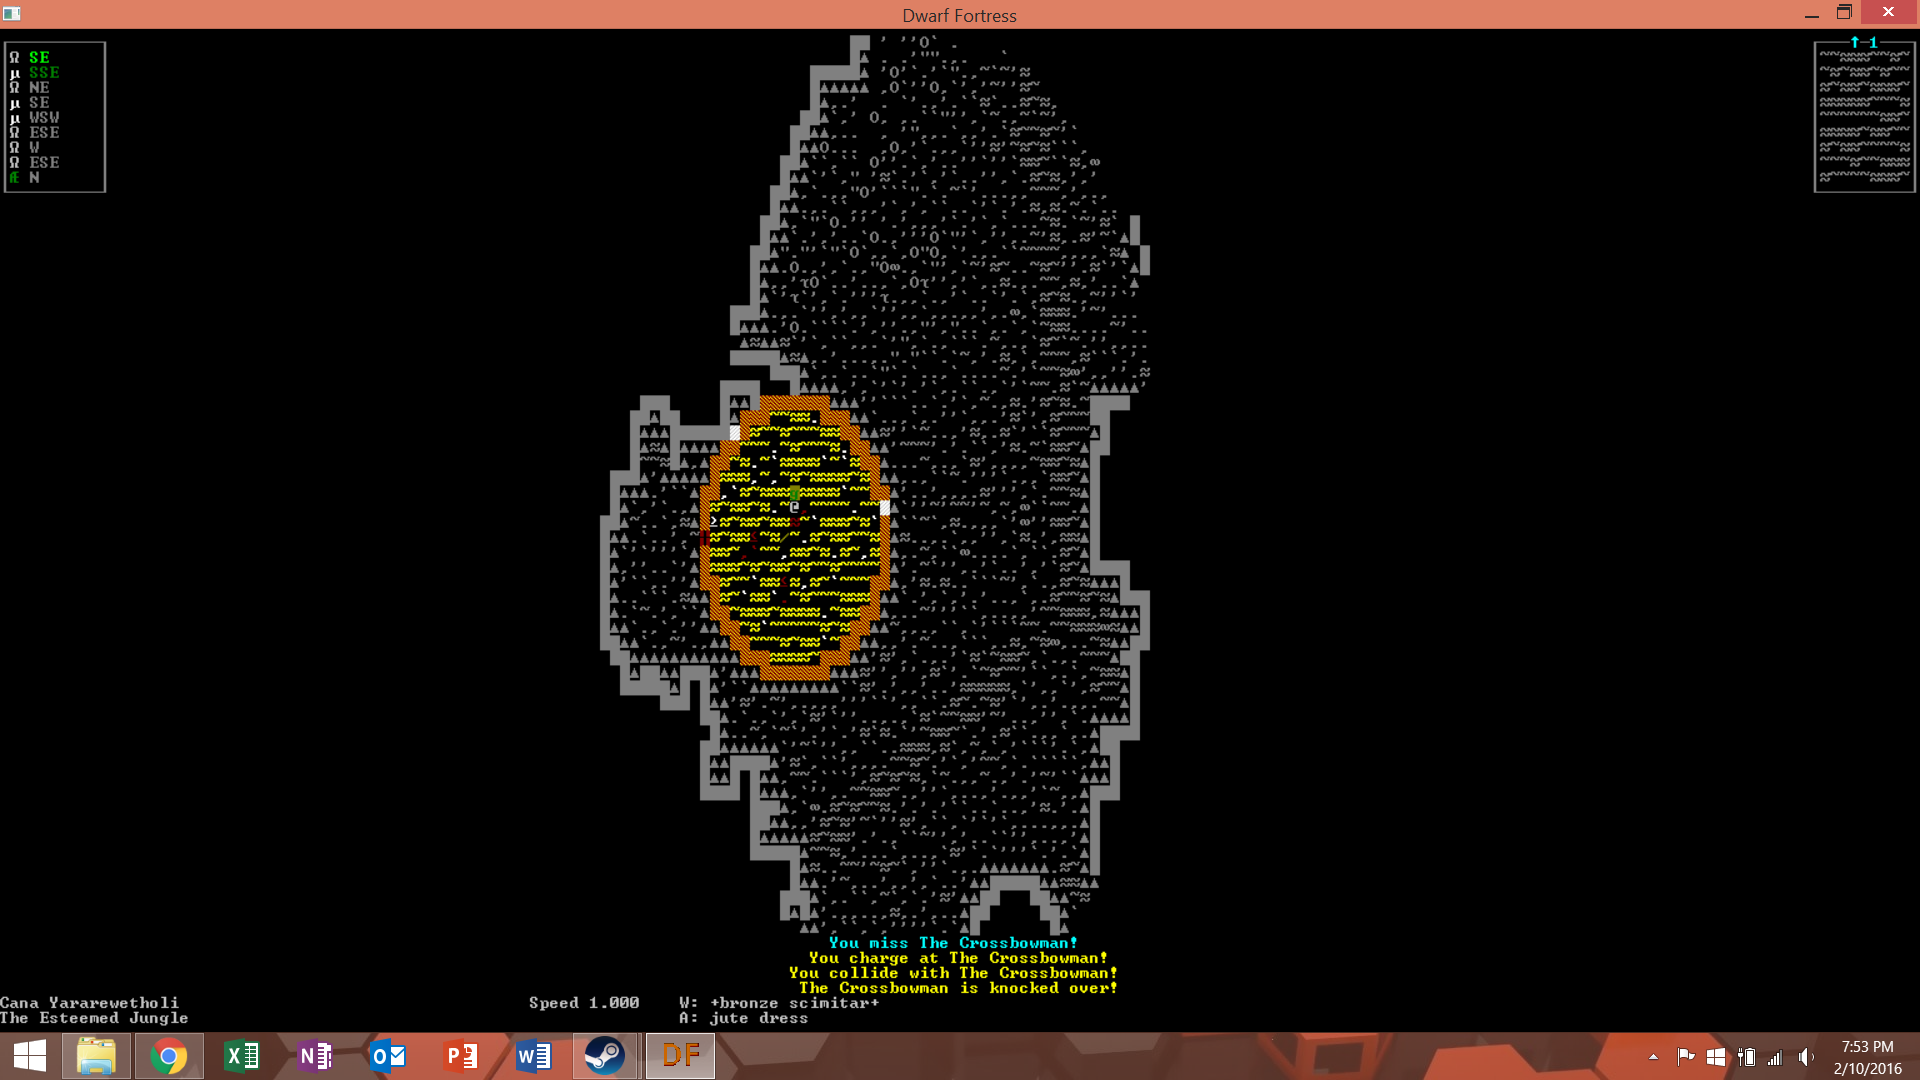 Dwarf Fortress
Ω SE
µ SSE
Ω NE
µ SE
µ WSW
Ω ESE
Ω W
Ω ESE
Æ N
↑ 1
You miss The Crossbowman!
You charge at The Crossbowman!
You collide with The Crossbowman!
The Crossbowman is knocked over!
Cana Yararewetholi
Speed 1.000
W: +bronze scimitar+
The Esteemed Jungle
A: jute dress
DF
7:53 PM
2/10/2016